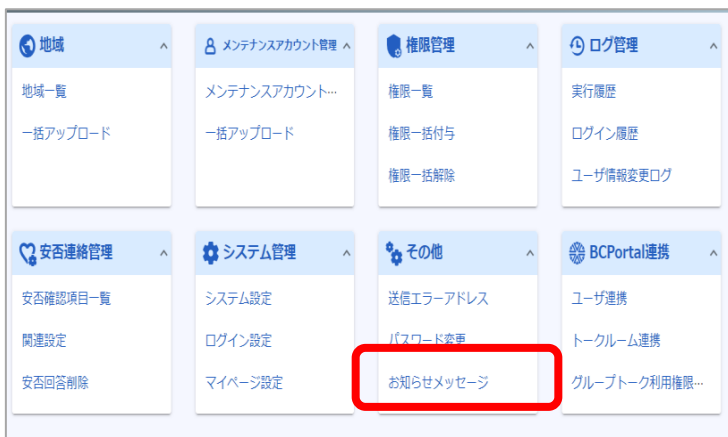 地域
メンテナンスアカウント管理
権限管理
ログ管理
地域一覧
メンテナンスアカウント…
権限一覧
実行履歴
一括アップロード
一括アップロード
権限一括付与
ログイン履歴
権限一括解除
ユーザ情報変更ログ
安否連絡管理
システム管理
その他
BCPortal連携
安否確認項目一覧
システム設定
送信エラーアドレス
ユーザ連携
関連設定
ログイン設定
パスワード変更
トークルーム連携
安否回答削除
マイページ設定
お知らせメッセージ
グループトーク利用権限…